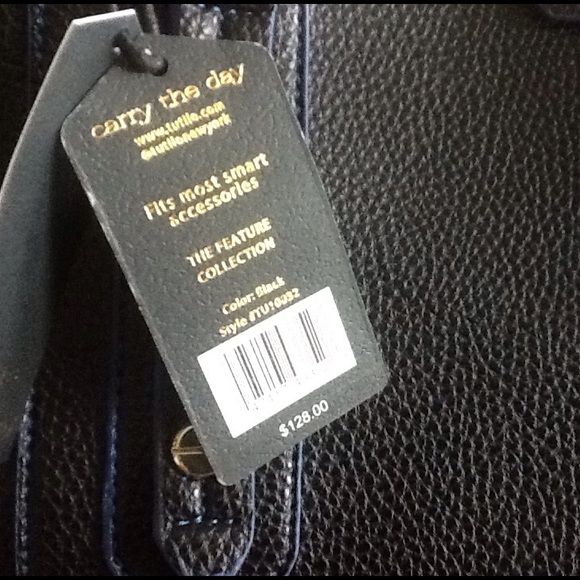 carry the day
www.tutilo.com
@tutilonewyork
Fits most smart
accessories
THE FEATURE
COLLECTION
Color: Black
$128.00